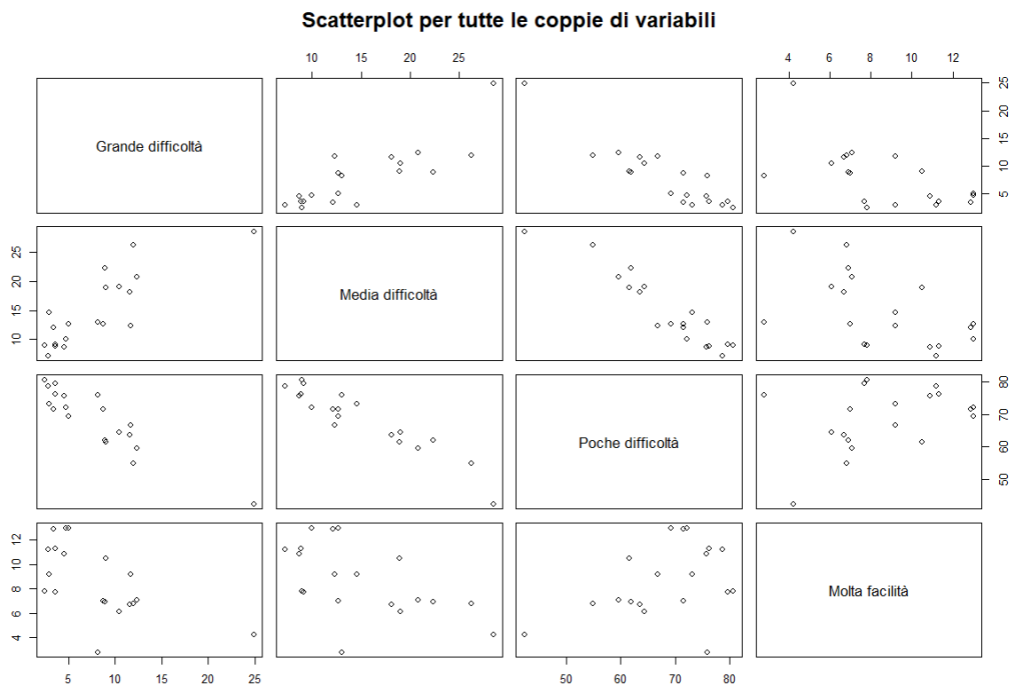 Scatterplot per tutte le coppie di variabili
10 15 20 25
4 6 8 10 12
Grande difficoltà
5 10 15 20 25
10 15 20 25
Media difficoltà
Poche difficoltà
50 60 70 80
4 6 8 10 12
Molta facilità
5 10 15 20 25
50 60 70 80